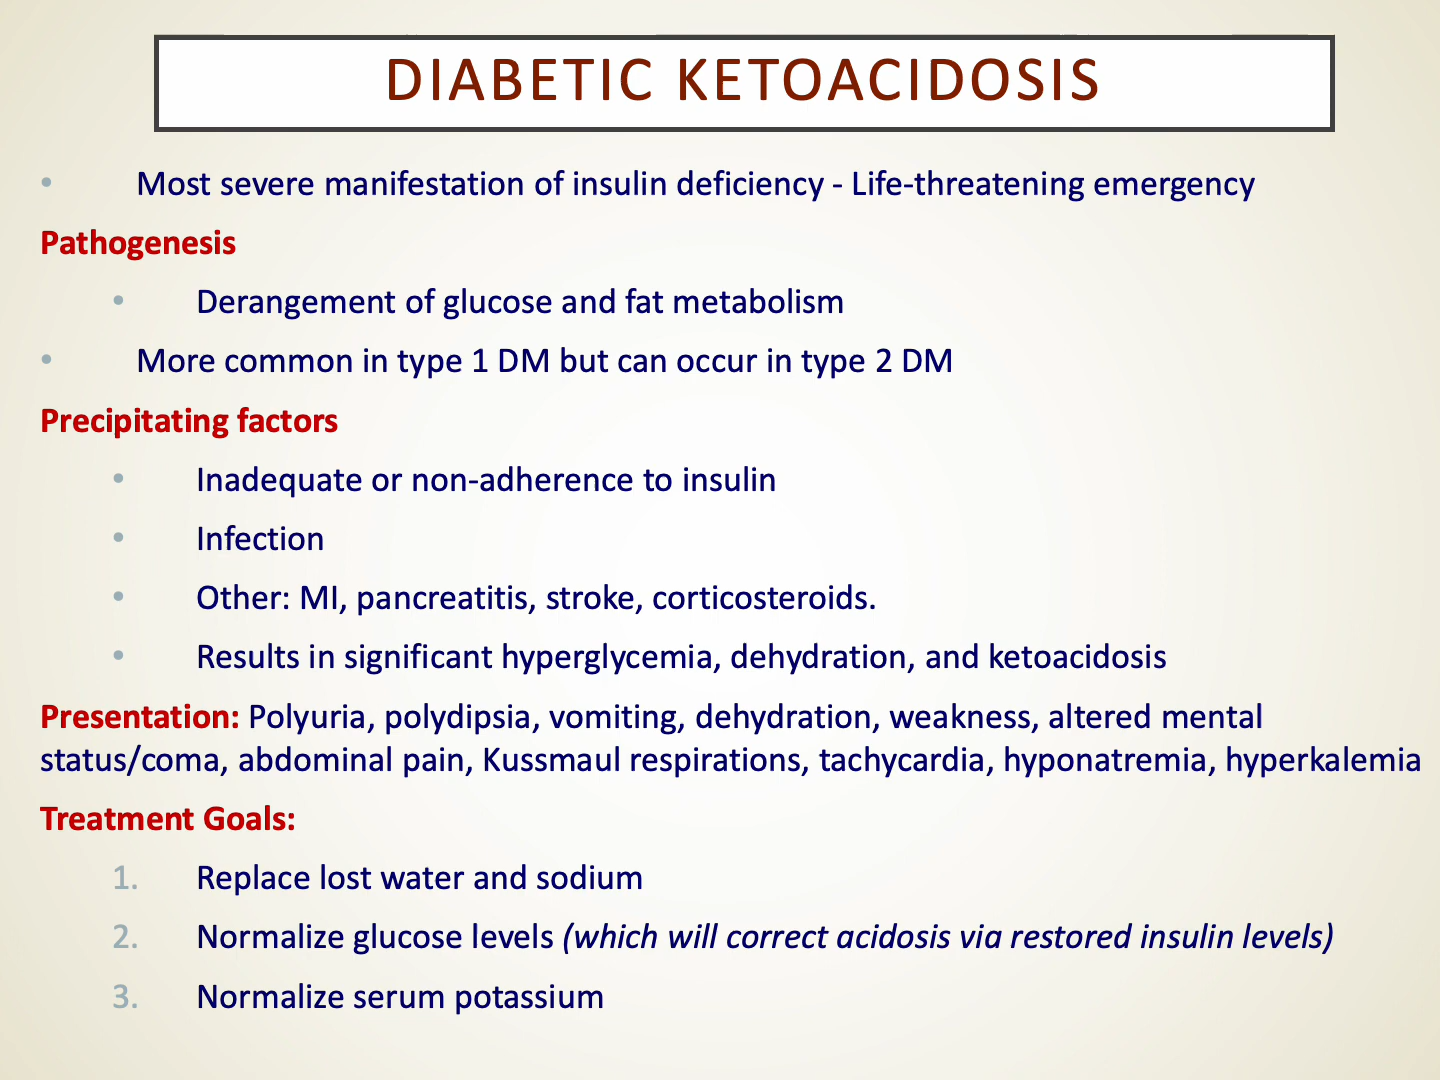 DIABETIC KETOACIDOSIS
• Most severe manifestation of insulin deficiency - Life-threatening emergency
Pathogenesis
• Derangement of glucose and fat metabolism
• More common in type 1 DM but can occur in type 2 DM
Precipitating factors
• Inadequate or non-adherence to insulin
• Infection
• Other: MI, pancreatitis, stroke, corticosteroids.
• Results in significant hyperglycemia, dehydration, and ketoacidosis
Presentation: Polyuria, polydipsia, vomiting, dehydration, weakness, altered mental
status/coma, abdominal pain, Kussmaul respirations, tachycardia, hyponatremia, hyperkalemia
Treatment Goals:
1. Replace lost water and sodium
2. Normalize glucose levels (which will correct acidosis via restored insulin levels)
3. Normalize serum potassium